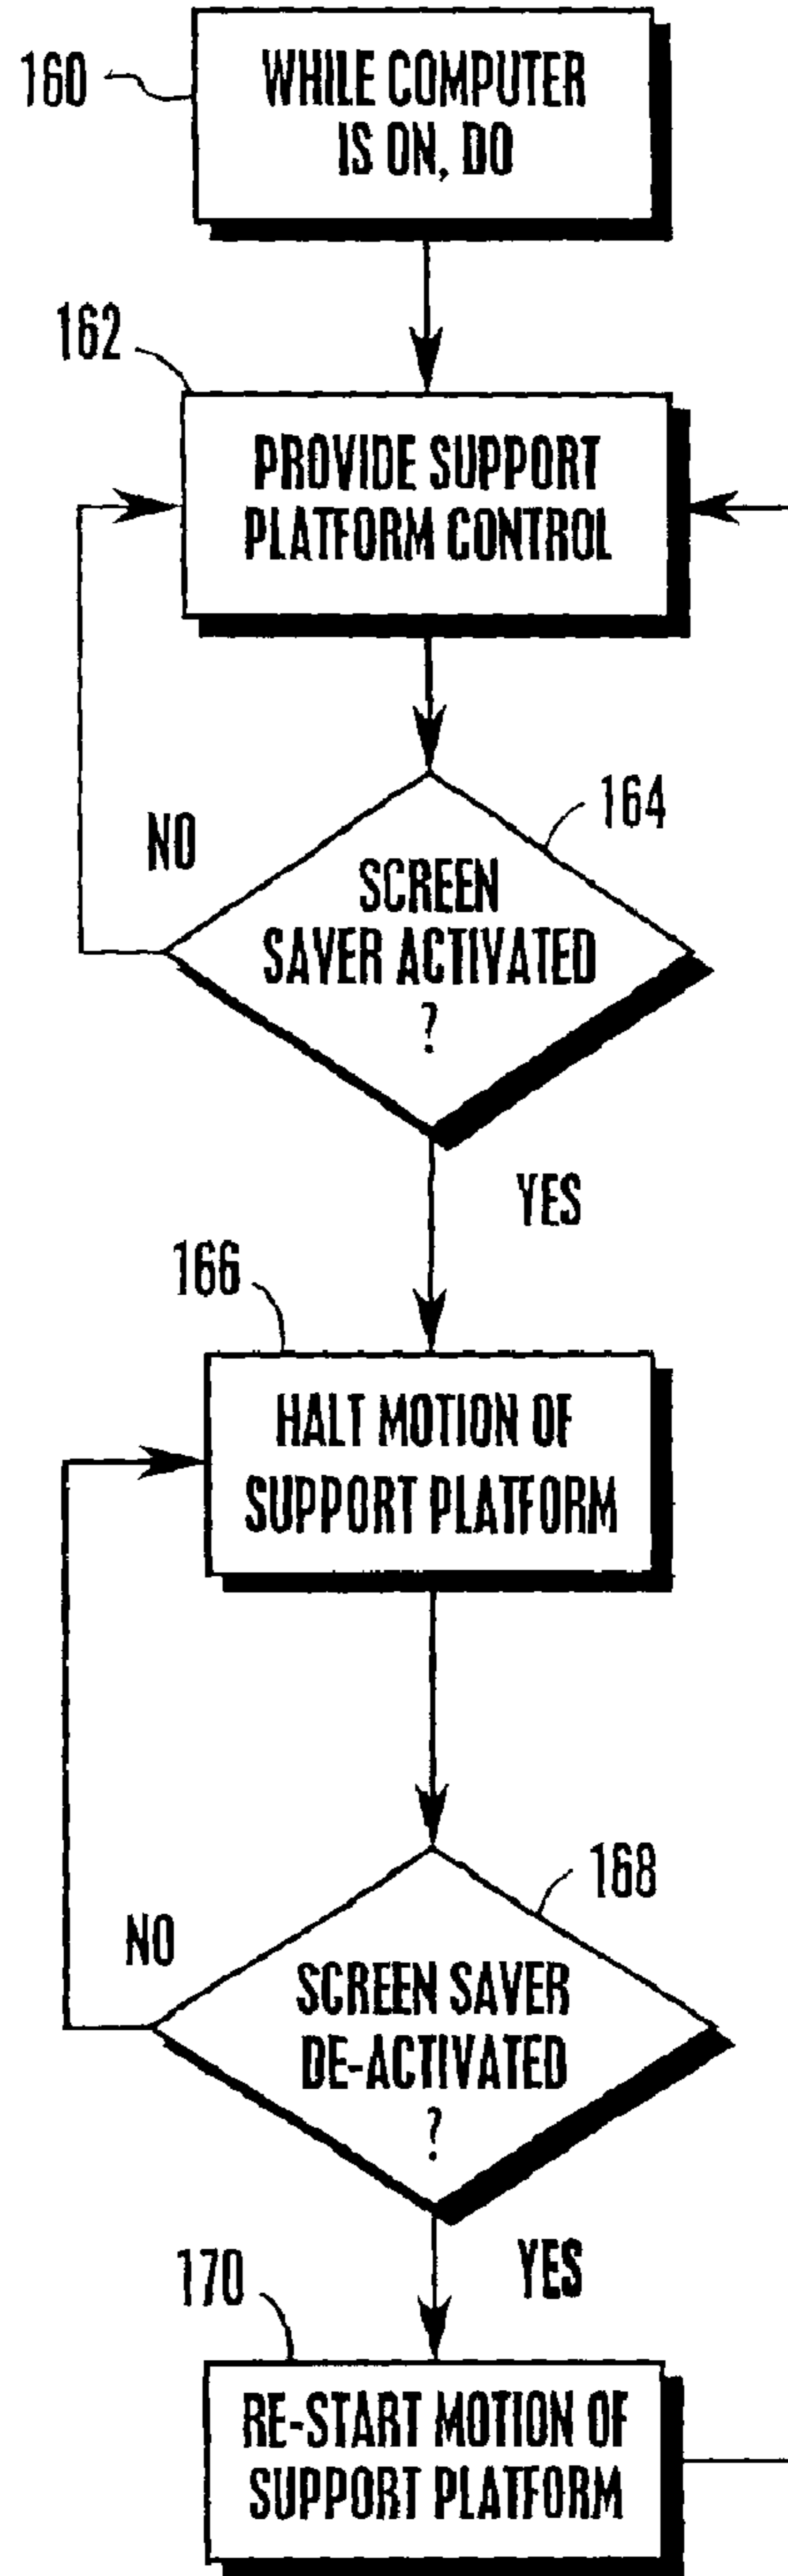 160
WHILE COMPUTER
IS ON, DO
162
PROVIDE SUPPORT
PLATFORM CONTROL
NO
164
SCREEN
SAVER ACTIVATED
?
YES
166
HALT MOTION OF
SUPPORT PLATFORM
168
NO
SCREEN SAVER
DE-ACTIVATED
?
YES
170
RE-START MOTION OF
SUPPORT PLATFORM